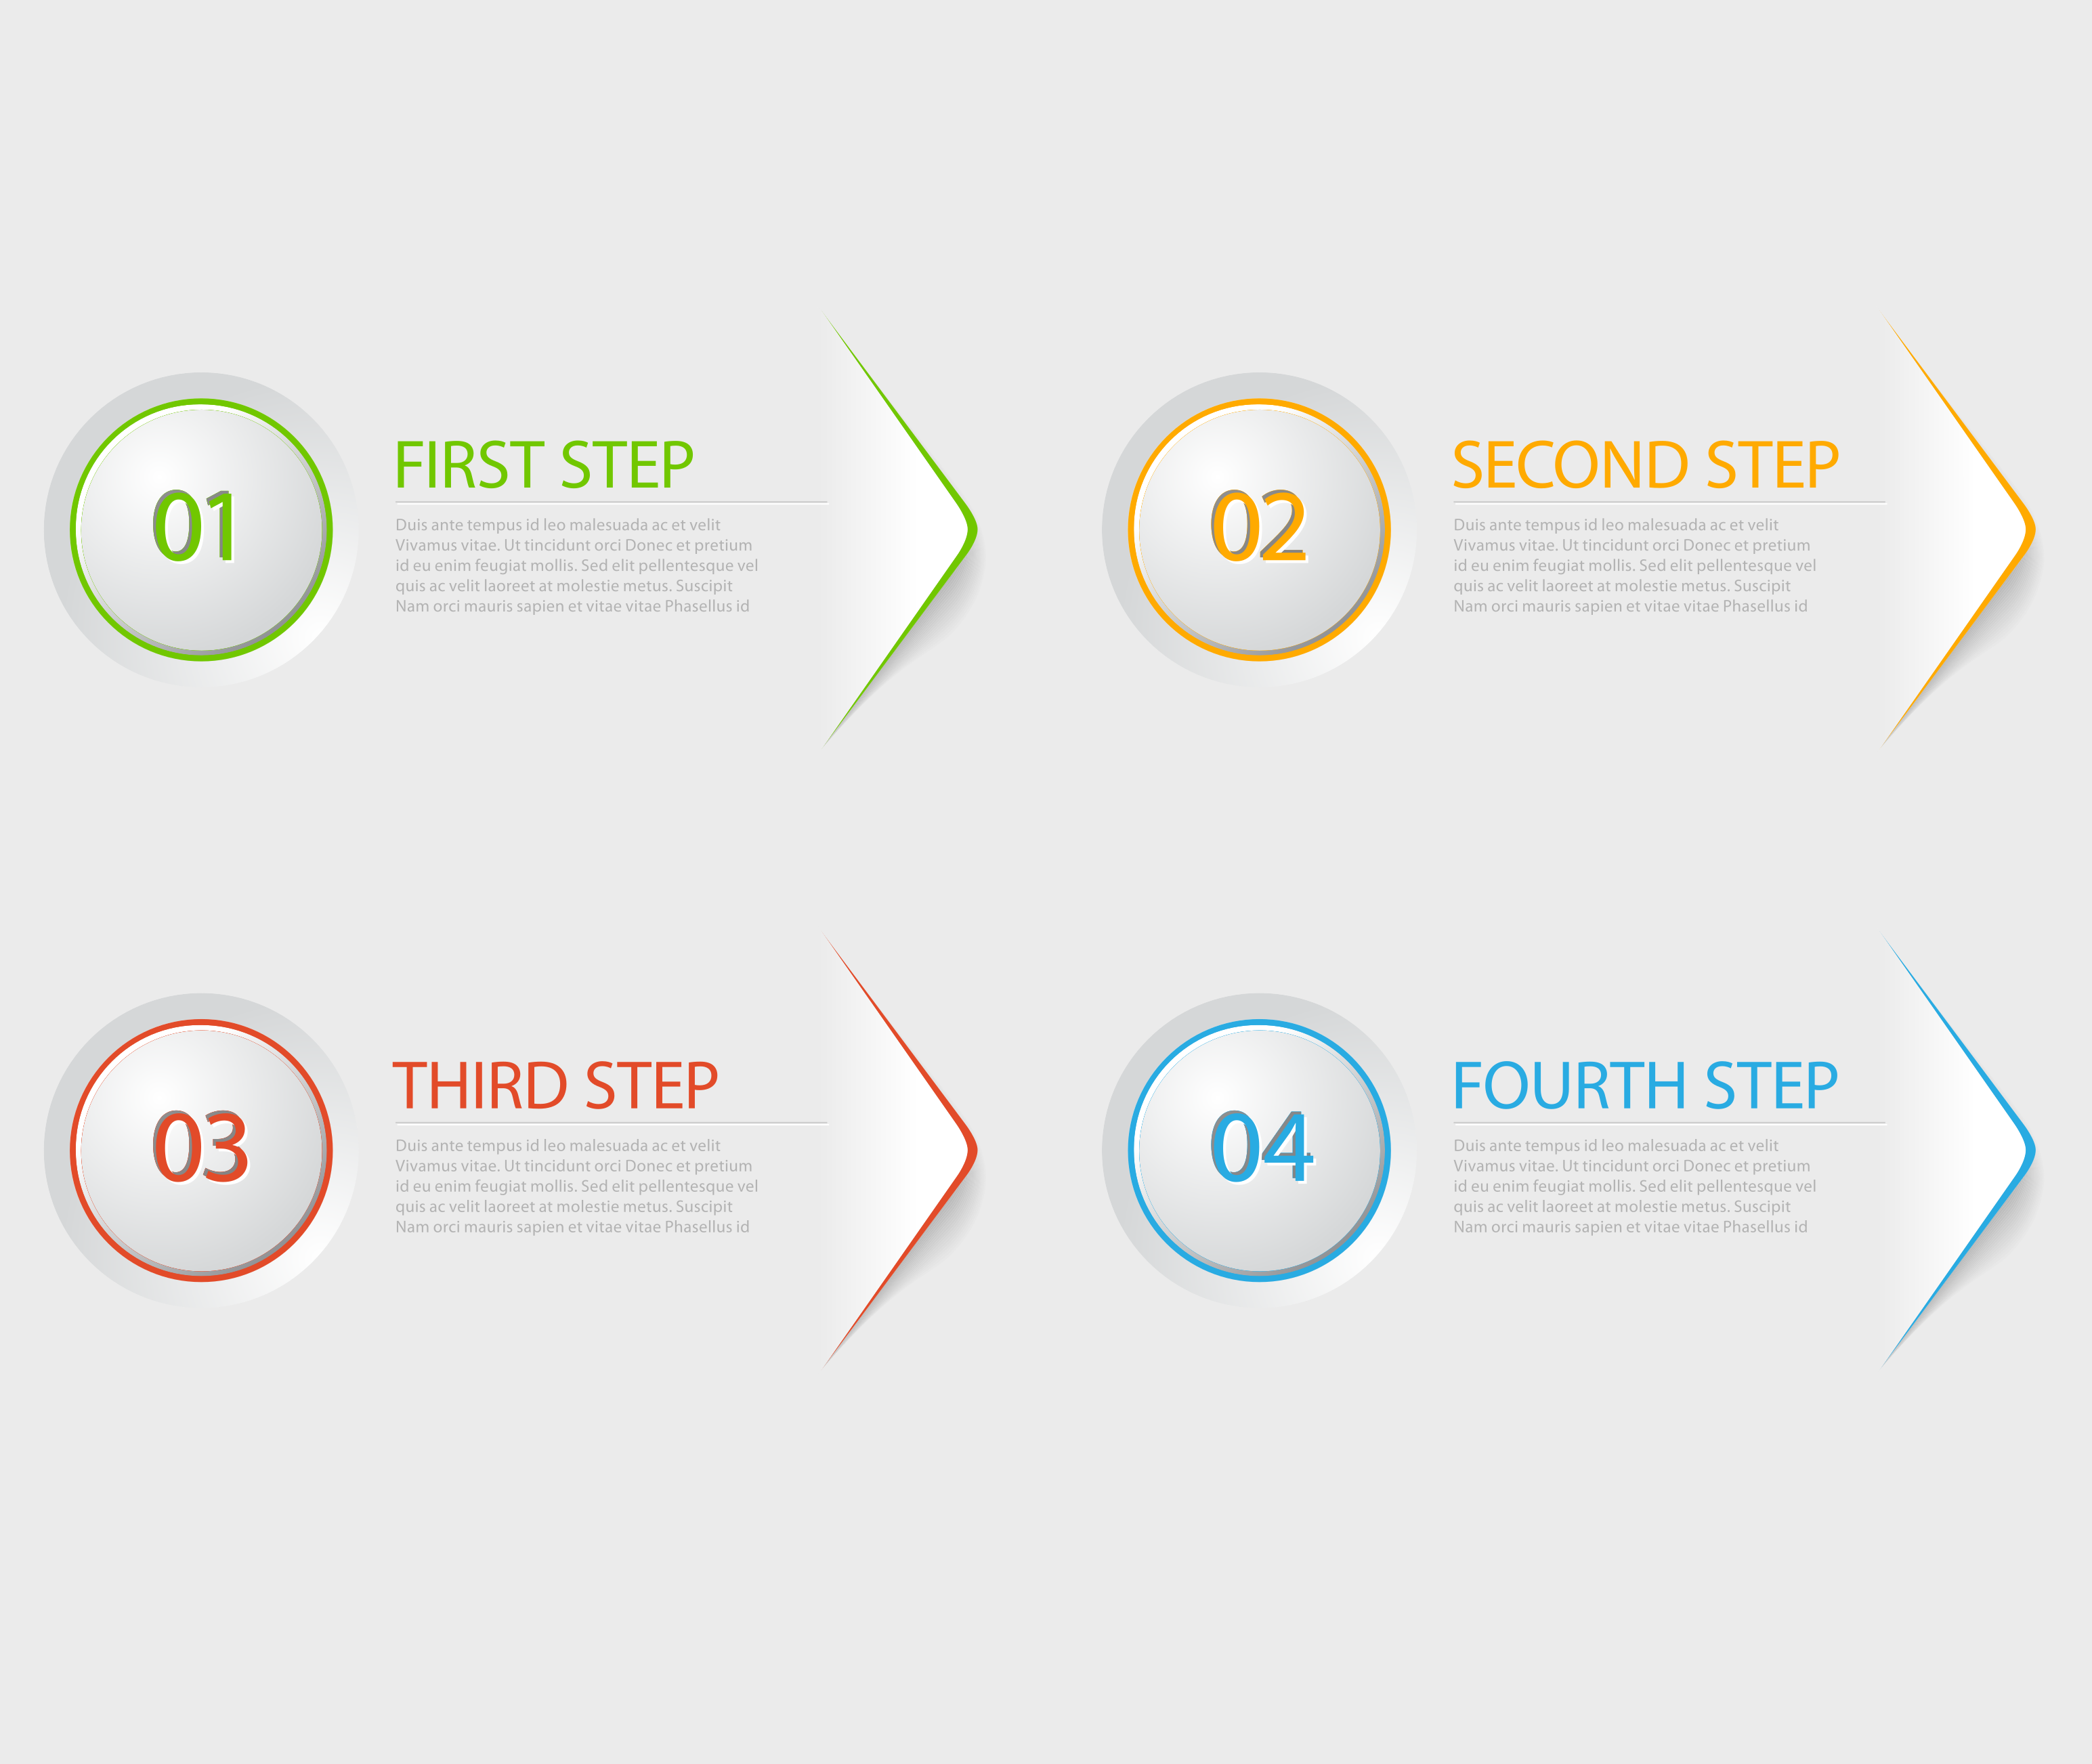 01
FIRST STEP
Duis ante tempus id leo malesuada ac et velit
Vivamus vitae. Ut tincidunt orci Donec et pretium
id eu enim feugiat mollis. Sed elit pellentesque vel
quis ac velit laoreet at molestie metus. Suscipit
Nam orci mauris sapien et vitae vitae Phasellus id
02
SECOND STEP
Duis ante tempus id leo malesuada ac et velit
Vivamus vitae. Ut tincidunt orci Donec et pretium
id eu enim feugiat mollis. Sed elit pellentesque vel
quis ac velit laoreet at molestie metus. Suscipit
Nam orci mauris sapien et vitae vitae Phasellus id
03
THIRD STEP
Duis ante tempus id leo malesuada ac et velit
Vivamus vitae. Ut tincidunt orci Donec et pretium
id eu enim feugiat mollis. Sed elit pellentesque vel
quis ac velit laoreet at molestie metus. Suscipit
Nam orci mauris sapien et vitae vitae Phasellus id
04
FOURTH STEP
Duis ante tempus id leo malesuada ac et velit
Vivamus vitae. Ut tincidunt orci Donec et pretium
id eu enim feugiat mollis. Sed elit pellentesque vel
quis ac velit laoreet at molestie metus. Suscipit
Nam orci mauris sapien et vitae vitae Phasellus id